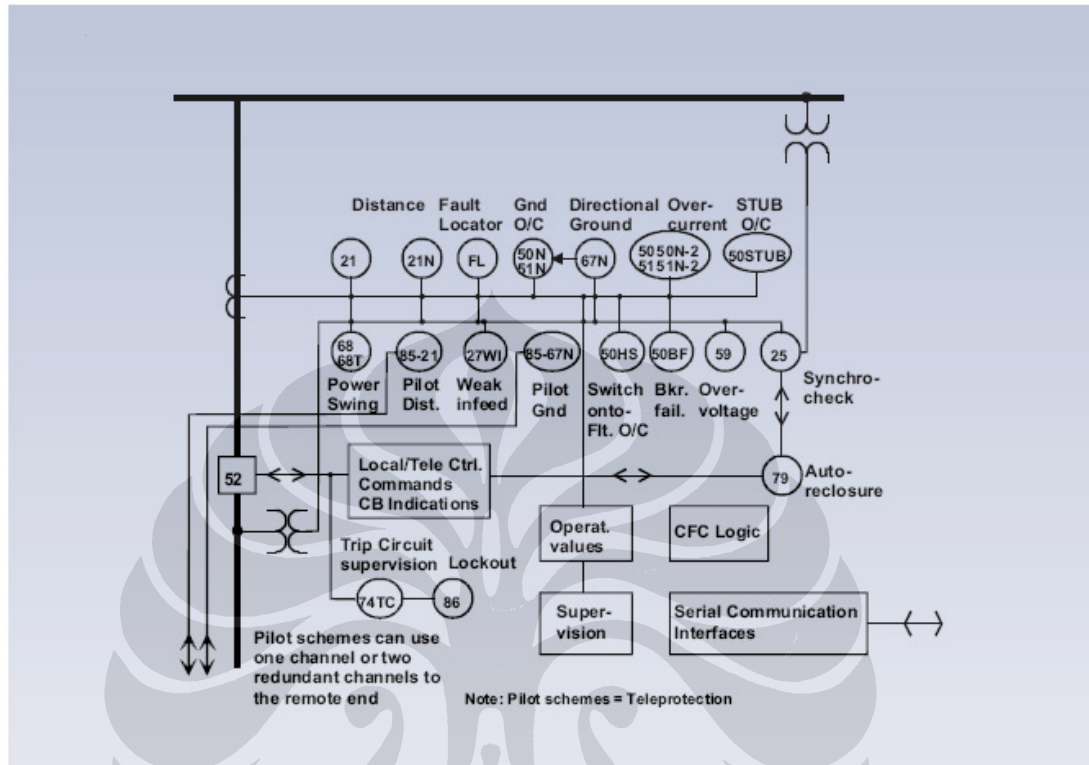 Distance Fault Gnd Directional Over- STUB
Locator O/C Ground current O/C
21 21N FL 50N 67N 50 50N-2 50STUB
51N 51 51N-2
68 85-21 27WI 85-67N 50HS 50BF 59 25
68T
Power Pilot Weak Pilot Switch Bkr. Over- Synchro-
Swing Dist. infeed Gnd onto- fail. voltage check
Flt. O/C
52
Local/Tele Ctrl.
Commands
CB Indications
79
Auto-
reclosure
Operat.
values
CFC Logic
Trip Circuit
supervision
Lockout
74TC 86
Super-
vision
Serial Communication
Interfaces
Pilot schemes can use
one channel or two
redundant channels to
the remote end
Note: Pilot schemes = Teleprotection